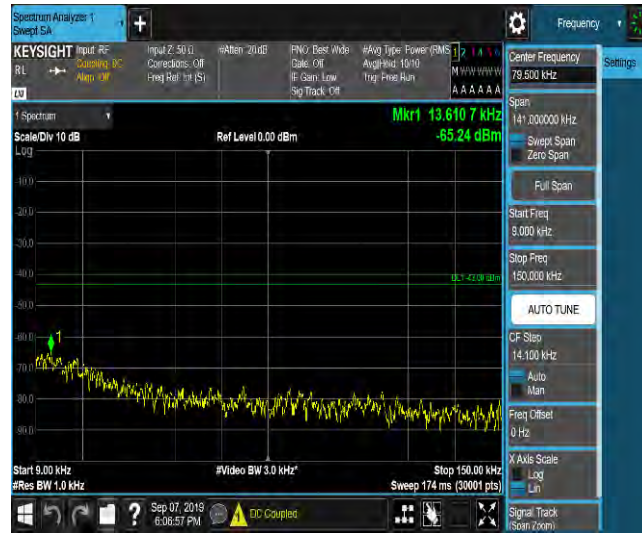 Spectrum Analyzer 1
Swept SA
Frequency
KEYSIGHT
RL
Input: RF
Coupling: DC
Align: Off
Input Z: 50 Ω
Corrections: Off
Freq Ref: Int (S)
#Atten: 20 dB
PNO: Best Wide
Gate: Off
IF Gain: Low
Sig Track: Off
#Avg Type: Power (RMS
Avg|Hold: 10/10
Trig: Free Run
A A A A A A
1 Spectrum
Scale/Div 10 dB
Log
Ref Level 0.00 dBm
Mkr1 13.610 7 kHz
-65.24 dBm
-10.0
-20.0
-30.0
-40.0
-50.0
-60.0
-70.0
-80.0
-90.0
DL1 -43.00 dBm
1
Start 9.00 kHz
#Res BW 1.0 kHz
#Video BW 3.0 kHz*
Stop 150.00 kHz
Sweep 174 ms (30001 pts)
Center Frequency
79.500 kHz
Settings
Span
141.000000 kHz
Swept Span
Zero Span
Full Span
Start Freq
9.000 kHz
Stop Freq
150.000 kHz
AUTO TUNE
CF Step
14.100 kHz
Auto
Man
Freq Offset
0 Hz
X Axis Scale
Log
Lin
Signal Track
(Span Zoom)
?
Sep 07, 2019
6:06:57 PM
DC Coupled